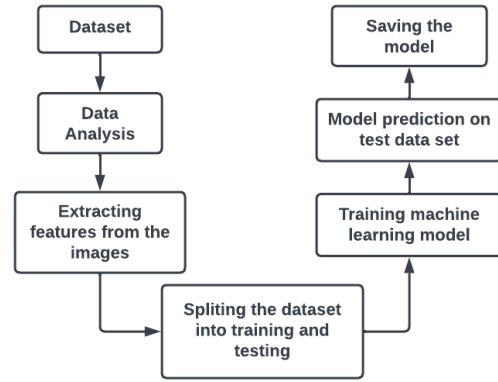 Dataset
Data
Analysis
Extracting
features from the
images
Spliting the dataset
into training and
testing
Training machine
learning model
Model prediction on
test data set
Saving the
model